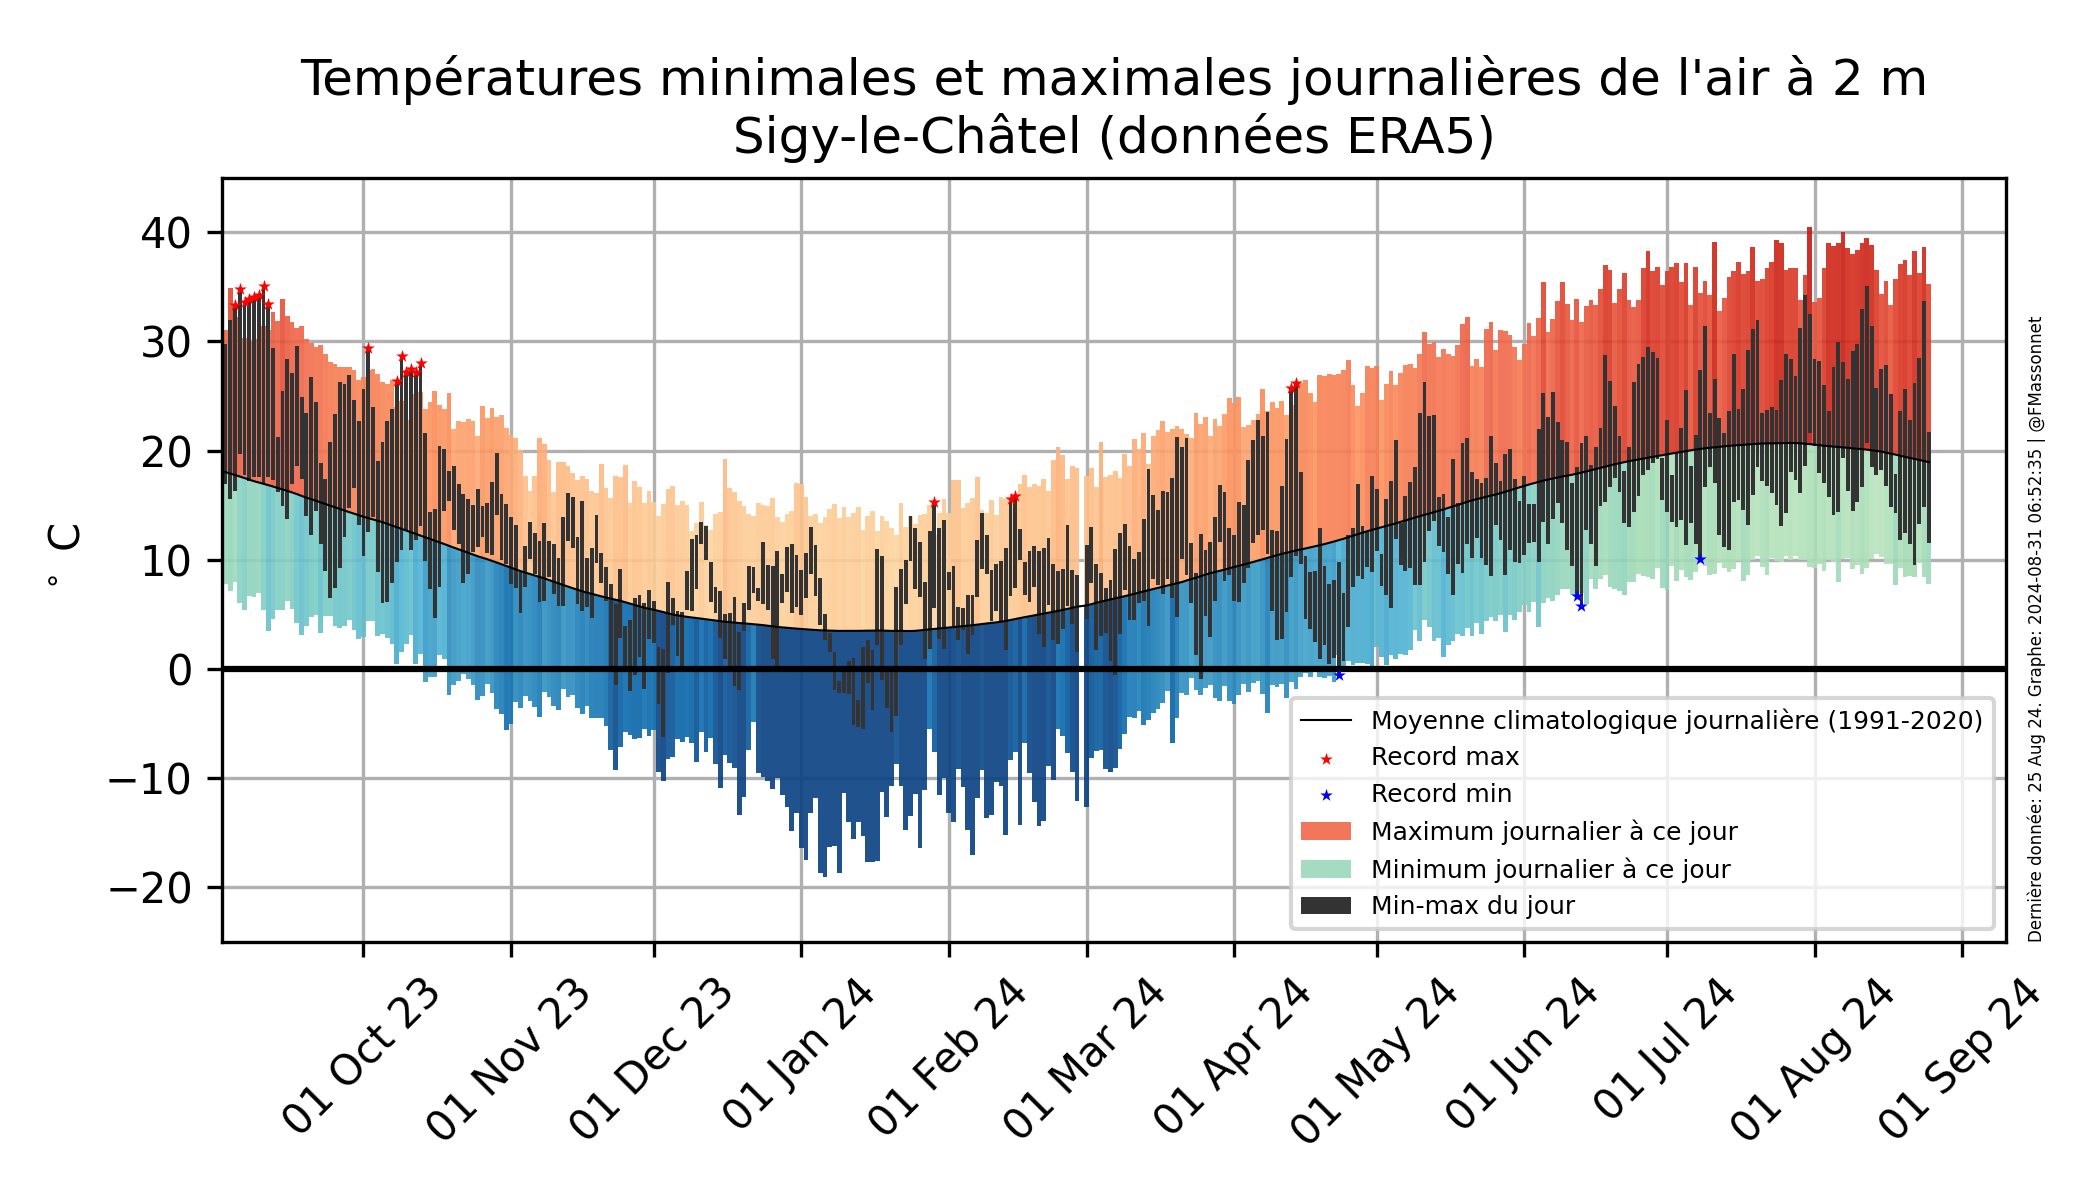 Températures minimales et maximales journalières de l'air à 2 m
Sigy-le-Châtel (données ERA5)
° C
40
30
20
10
0
−10
−20
01 Oct 23
01 Nov 23
01 Dec 23
01 Jan 24
01 Feb 24
01 Mar 24
01 Apr 24
01 May 24
01 Jun 24
01 Jul 24
01 Aug 24
01 Sep 24
Moyenne climatologique journalière (1991-2020)
Record max
Record min
Maximum journalier à ce jour
Minimum journalier à ce jour
Min-max du jour
Dernière donnée: 25 Aug 24. Graphe: 2024-08-31 06:52:35 | @FMassonnet